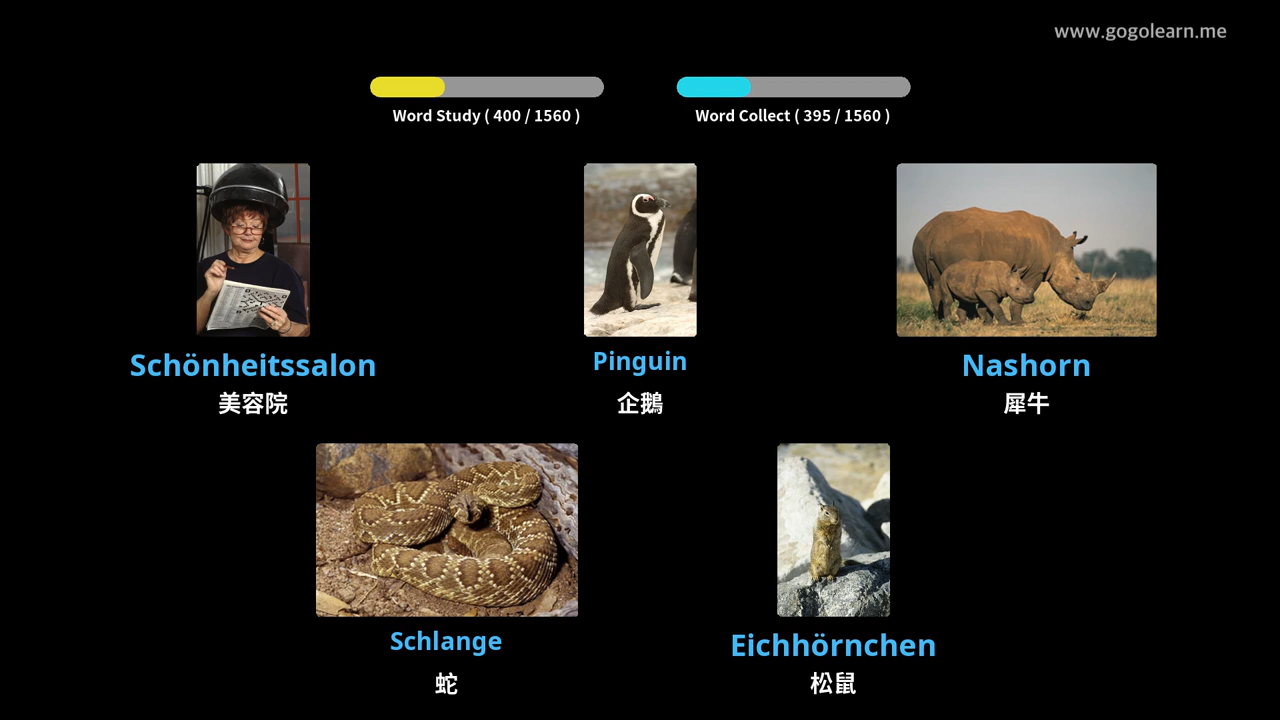 www.gogolearn.me
Word Study ( 400 / 1560 )
Word Collect ( 395 / 1560 )
Schönheitssalon
美容院
Pinguin
企鵝
Nashorn
犀牛
Schlange
蛇
Eichhörnchen
松鼠